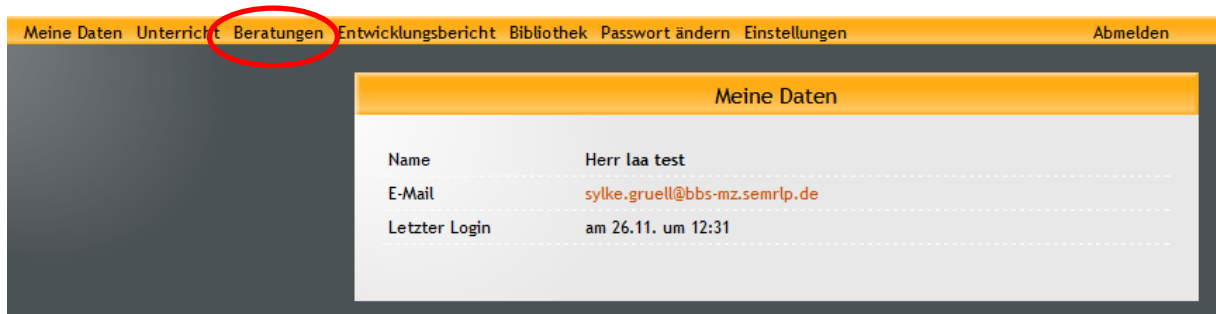 Meine Daten Unterricht Beratungen Entwicklungsbericht Bibliothek Passwort ändern Einstellungen Abmelden
Meine Daten
Name Herr laa test
E-Mail sylke.gruell@bbs-mz.semrlp.de
Letzter Login am 26.11. um 12:31